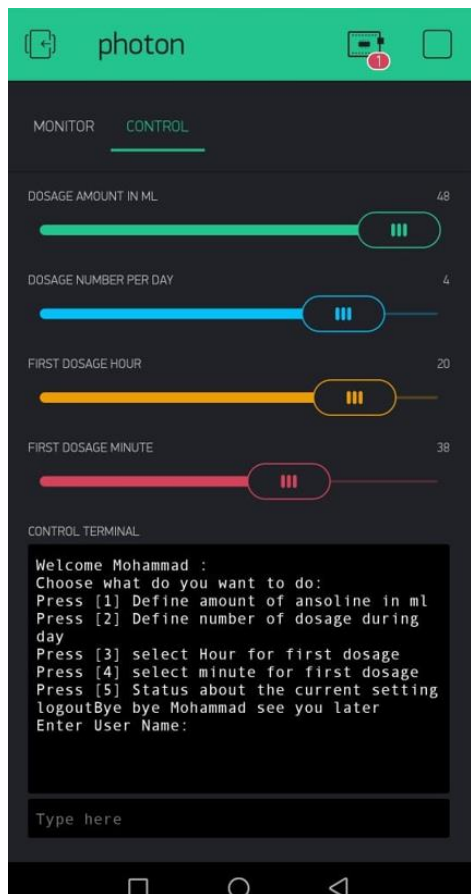 photon
1
MONITOR CONTROL
DOSAGE AMOUNT IN ML 48
DOSAGE NUMBER PER DAY 4
FIRST DOSAGE HOUR 20
FIRST DOSAGE MINUTE 38
CONTROL TERMINAL
Welcome Mohammad :
Choose what do you want to do:
Press [1] Define amount of ansoline in ml
Press [2] Define number of dosage during
day
Press [3] select Hour for first dosage
Press [4] select minute for first dosage
Press [5] Status about the current setting
logoutBye bye Mohammad see you later
Enter User Name:
Type here